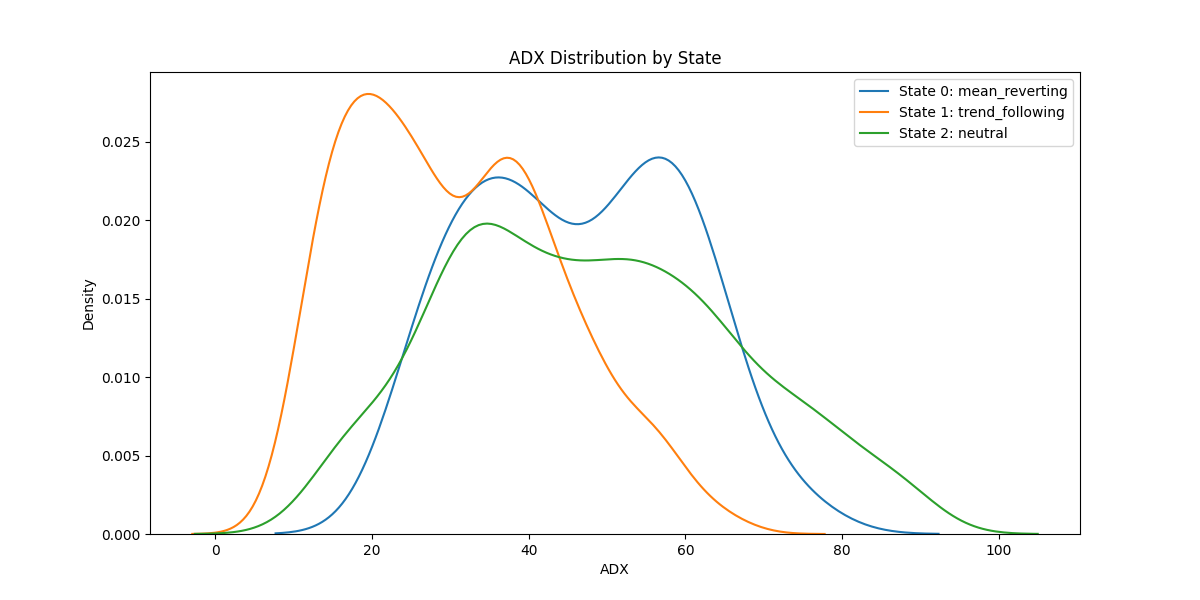 ADX Distribution by State
State 0: mean_reverting
State 1: trend_following
State 2: neutral
Density
0.025
0.020
0.015
0.010
0.005
0.000
0 20 40 60 80 100
ADX